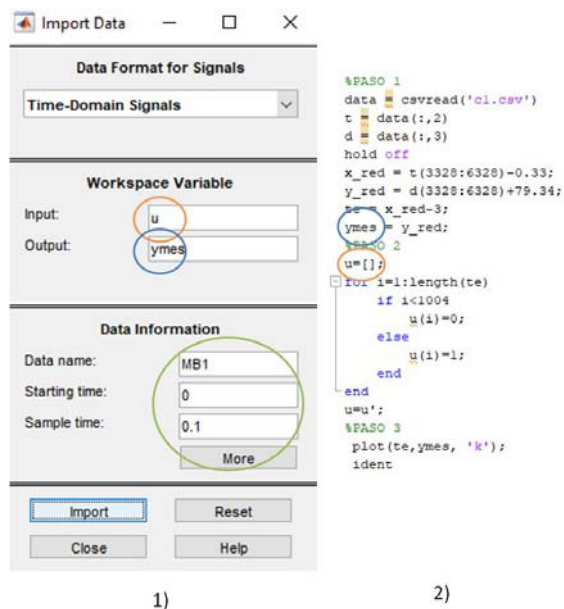 Import Data
Data Format for Signals
Time-Domain Signals
Workspace Variable
Input:
u
Output:
ymes
Data Information
Data name:
MB1
Starting time:
0
Sample time:
0.1
More
Import
Reset
Close
Help
1)
%PASO 1
data = csvread('c1.csv')
t = data(:,2)
d = data(:,3)
hold off
x_red = t(3328:6328)-0.33;
y_red = d(3328:6328)+79.34;
te = x_red-3;
ymes = y_red;
%PASO 2
u=[];
for i=1:length(te)
if i<1004
u(i)=0;
else
u(i)=1;
end
end
u=u';
%PASO 3
plot(te,ymes, 'k');
ident
2)